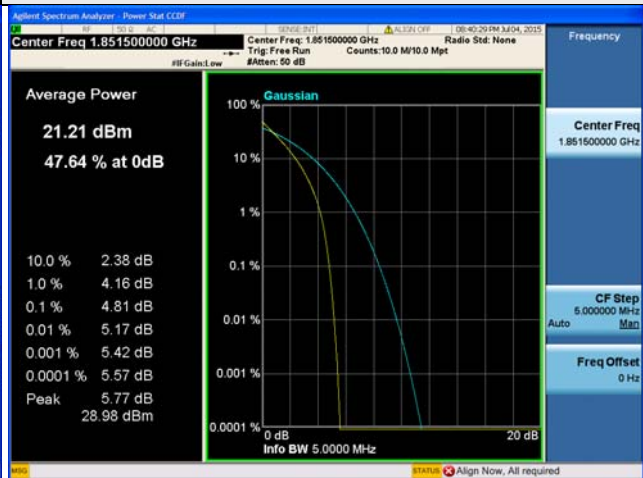 Agilent Spectrum Analyzer - Power Stat CCDF
LXI RF 50 Ω AC SENSE:INT ALIGN OFF 08:40:29 PM Jul 04, 2015
Center Freq 1.851500000 GHz
Center Freq: 1.851500000 GHz Radio Std: None
Trig: Free Run Counts:10.0 M/10.0 Mpt
#IFGain:Low #Atten: 50 dB
Frequency
Average Power
21.21 dBm
47.64 % at 0dB
10.0 % 2.38 dB
1.0 % 4.16 dB
0.1 % 4.81 dB
0.01 % 5.17 dB
0.001 % 5.42 dB
0.0001 % 5.57 dB
Peak 5.77 dB
28.98 dBm
Gaussian
100 %
10 %
1 %
0.1 %
0.01 %
0.001 %
0.0001 %
0 dB 20 dB
Info BW 5.0000 MHz
Center Freq
1.851500000 GHz
CF Step
5.000000 MHz
Auto Man
Freq Offset
0 Hz
MSG STATUS Align Now, All required